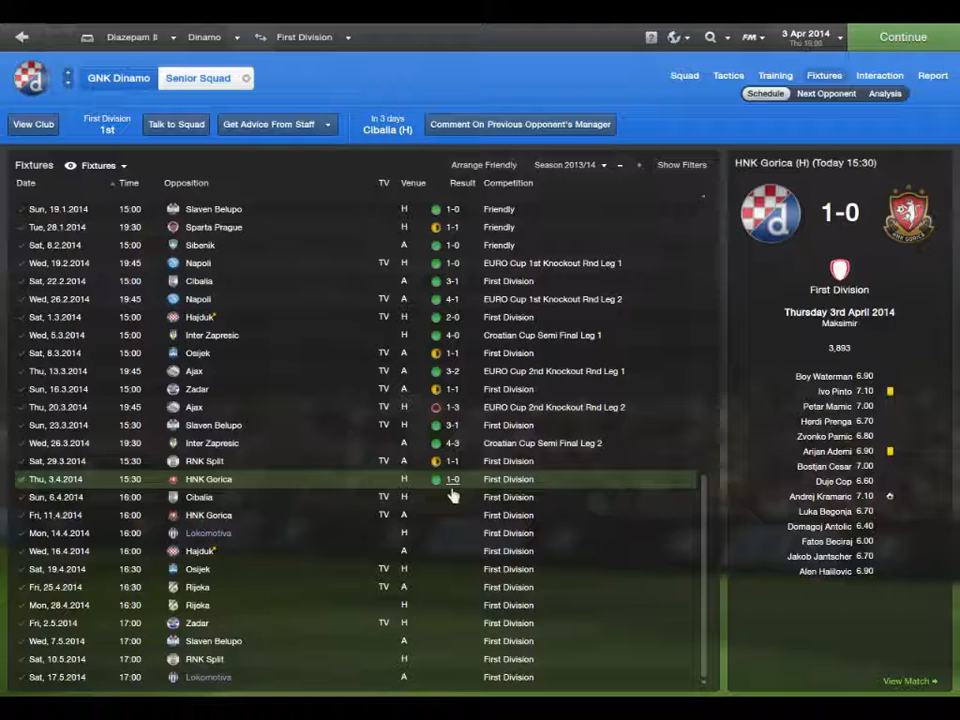 Diazepam II Dinamo First Division FM 3 Apr 2014 Thu 18:00 Continue
GNK Dinamo Senior Squad Squad Tactics Training Fixtures Interaction Report
Schedule Next Opponent Analysis
View Club First Division 1st Talk to Squad Get Advice From Staff In 3 days Cibalia (H) Comment On Previous Opponent's Manager
Fixtures Fixtures Arrange Friendly Season 2013/14 − + Show Filters
Date Time Opposition TV Venue Result Competition
Sun, 19.1.2014 15:00 Slaven Belupo H 1-0 Friendly
Tue, 28.1.2014 19:30 Sparta Prague H 1-1 Friendly
Sat, 8.2.2014 15:00 Sibenik A 1-0 Friendly
Wed, 19.2.2014 19:45 Napoli TV H 1-0 EURO Cup 1st Knockout Rnd Leg 1
Sat, 22.2.2014 15:00 Cibalia A 3-1 First Division
Wed, 26.2.2014 19:45 Napoli TV A 4-1 EURO Cup 1st Knockout Rnd Leg 2
Sat, 1.3.2014 15:00 Hajduk* TV H 2-0 First Division
Wed, 5.3.2014 15:00 Inter Zapresic H 4-0 Croatian Cup Semi Final Leg 1
Sat, 8.3.2014 15:00 Osijek TV A 1-1 First Division
Thu, 13.3.2014 19:45 Ajax TV A 3-2 EURO Cup 2nd Knockout Rnd Leg 1
Sun, 16.3.2014 15:00 Zadar TV A 1-1 First Division
Thu, 20.3.2014 19:45 Ajax TV H 1-3 EURO Cup 2nd Knockout Rnd Leg 2
Sun, 23.3.2014 15:00 Slaven Belupo TV H 3-1 First Division
Wed, 26.3.2014 19:30 Inter Zapresic A 4-3 Croatian Cup Semi Final Leg 2
Sat, 29.3.2014 15:30 RNK Split TV A 1-1 First Division
Thu, 3.4.2014 15:30 HNK Gorica H 1-0 First Division
Sun, 6.4.2014 16:00 Cibalia TV H First Division
Fri, 11.4.2014 16:00 HNK Gorica TV A First Division
Mon, 14.4.2014 16:00 Lokomotiva H First Division
Wed, 16.4.2014 16:00 Hajduk* A First Division
Sat, 19.4.2014 16:30 Osijek TV H First Division
Fri, 25.4.2014 16:30 Rijeka TV A First Division
Mon, 28.4.2014 16:30 Rijeka H First Division
Fri, 2.5.2014 17:00 Zadar TV H First Division
Wed, 7.5.2014 17:00 Slaven Belupo A First Division
Sat, 10.5.2014 17:00 RNK Split H First Division
Sat, 17.5.2014 17:00 Lokomotiva A First Division
HNK Gorica (H) (Today 15:30)
1-0
First Division
Thursday 3rd April 2014
Maksimir
3,893
Boy Waterman 6.90
Ivo Pinto 7.10
Petar Mamic 7.00
Herdi Prenga 6.70
Zvonko Pamic 6.80
Arijan Ademi 6.90
Bostjan Cesar 7.00
Duje Cop 6.60
Andrej Kramaric 7.10
Luka Begonja 6.70
Domagoj Antolic 6.40
Fatos Beciraj 6.00
Jakob Jantscher 6.70
Alen Halilovic 6.90
View Match